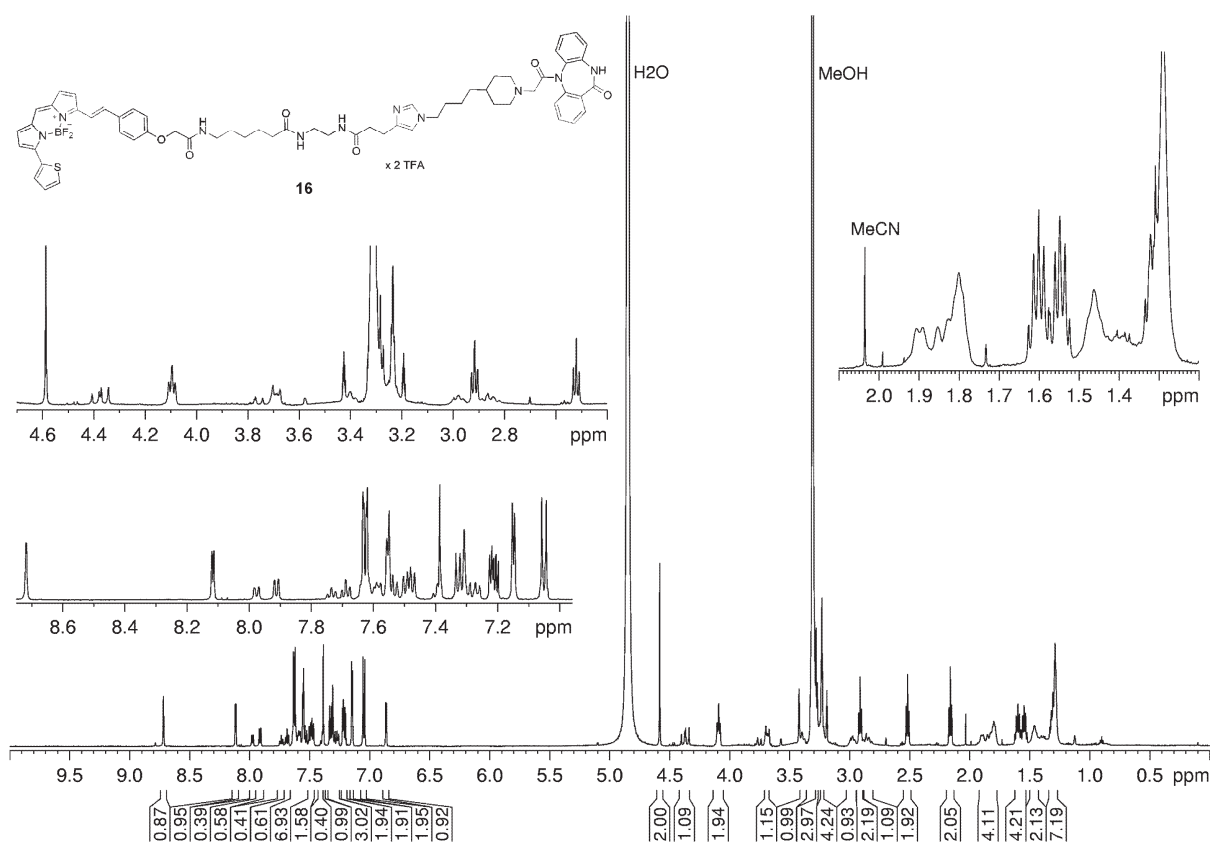 O
N
NH
O
N
N
N
H
N
O
H
N
O
N
H
O
O
N
N
+
−
BF2
S
x 2 TFA
16
H2O
MeOH
MeCN
2.0 1.9 1.8 1.7 1.6 1.5 1.4 ppm
4.6 4.4 4.2 4.0 3.8 3.6 3.4 3.2 3.0 2.8 ppm
8.6 8.4 8.2 8.0 7.8 7.6 7.4 7.2 ppm
9.5 9.0 8.5 8.0 7.5 7.0 6.5 6.0 5.5 5.0 4.5 4.0 3.5 3.0 2.5 2.0 1.5 1.0 0.5 ppm
0.87 0.95 0.39 0.58 0.41 0.61 6.93 1.58 0.40 0.99 3.02 1.94 1.91 1.95 0.92 2.00 1.09 1.94 1.15 0.99 2.97 4.24 0.93 2.19 1.09 1.92 2.05 4.11 4.21 2.13 7.19